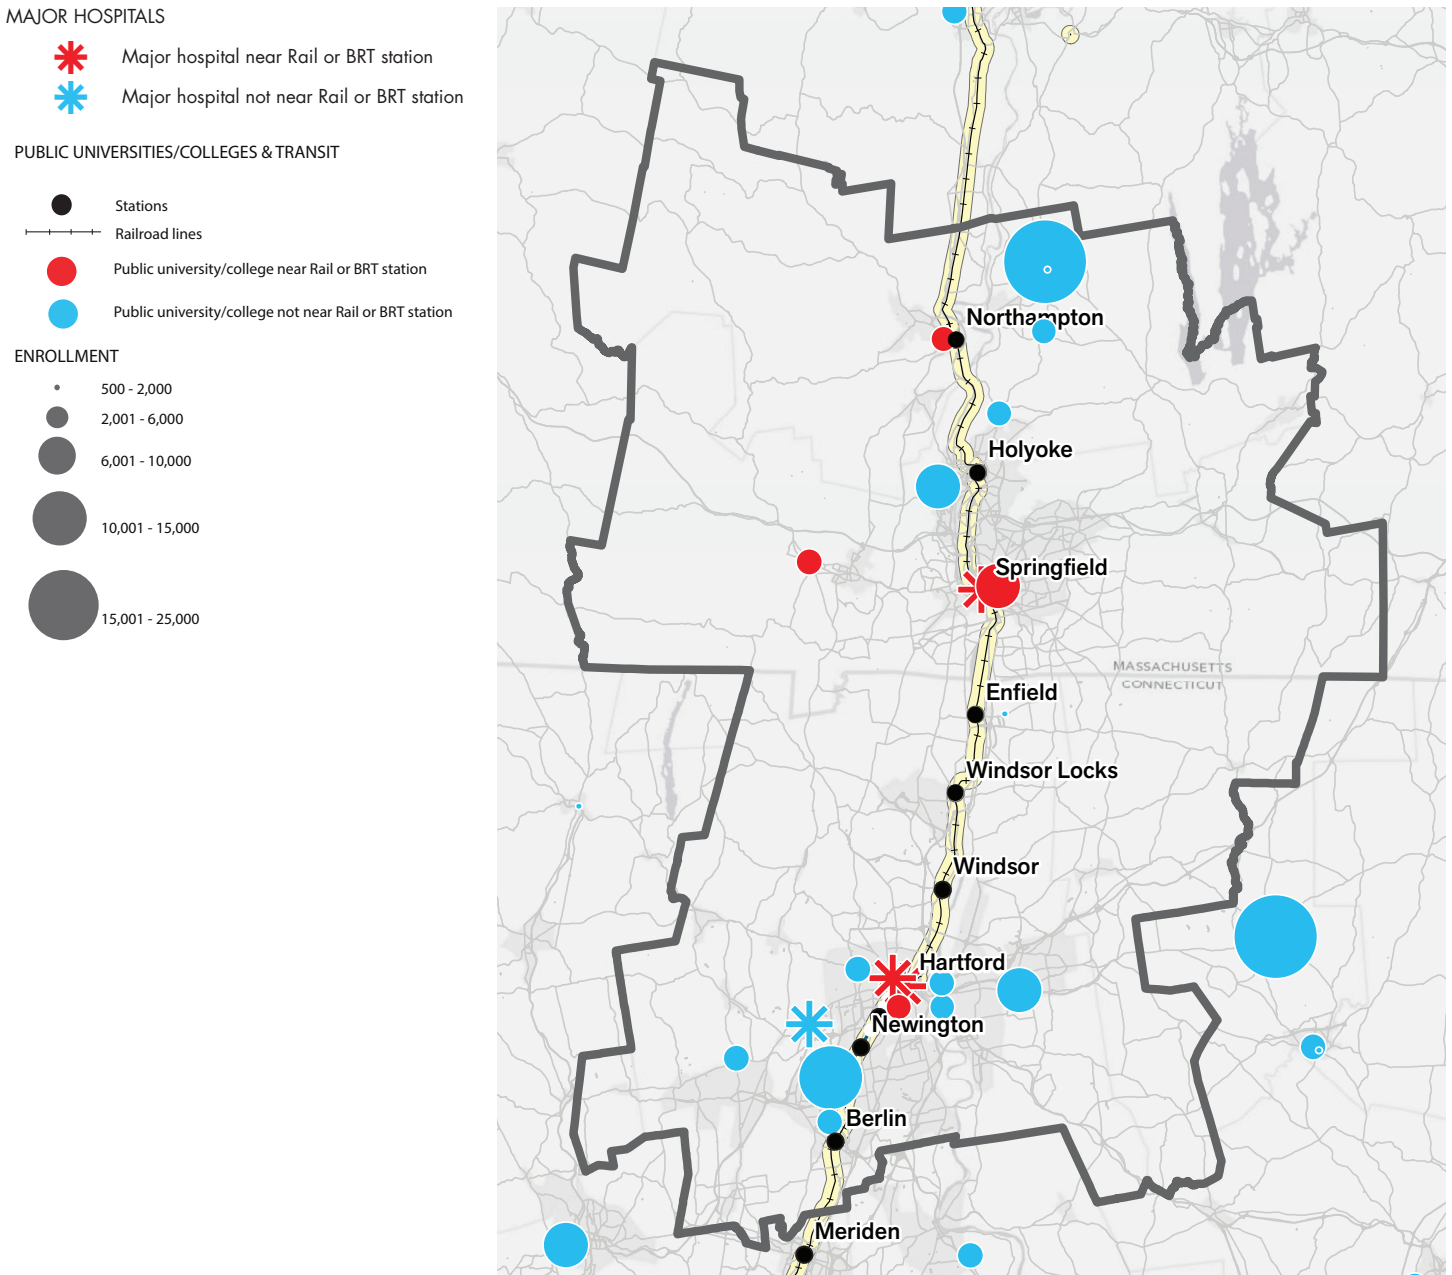 MAJOR HOSPITALS
Major hospital near Rail or BRT station
Major hospital not near Rail or BRT station
PUBLIC UNIVERSITIES/COLLEGES & TRANSIT
Stations
Railroad lines
Public university/college near Rail or BRT station
Public university/college not near Rail or BRT station
ENROLLMENT
500 - 2,000
2,001 - 6,000
6,001 - 10,000
10,001 - 15,000
15,001 - 25,000
Northampton
Holyoke
Springfield
MASSACHUSETTS
CONNECTICUT
Enfield
Windsor Locks
Windsor
Hartford
Newington
Berlin
Meriden